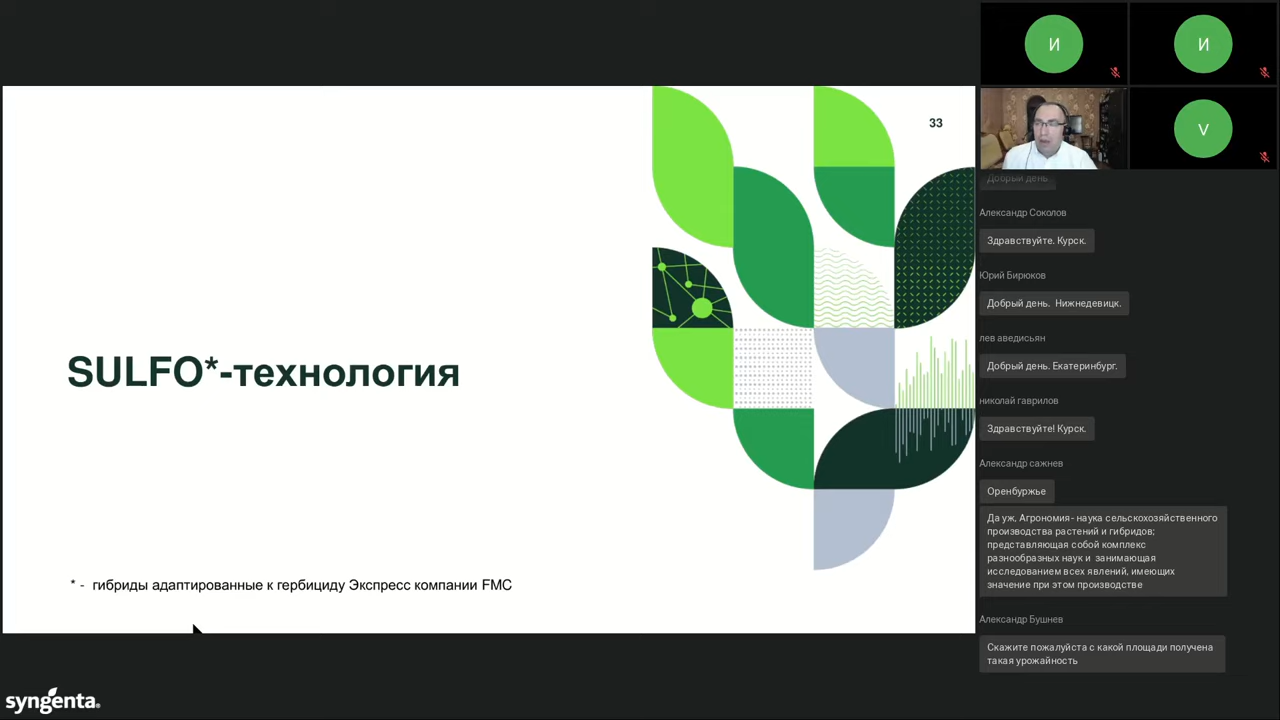 33
SULFO*-технология
* - гибриды адаптированные к гербициду Экспресс компании FMC
syngenta.
И
И
V
Добрый день
Александр Соколов
Здравствуйте. Курск.
Юрий Бирюков
Добрый день. Нижнедевицк.
лев аведисьян
Добрый день. Екатеринбург.
николай гаврилов
Здравствуйте! Курск.
Александр сажнев
Оренбуржье
Да уж. Агрономия- наука сельскохозяйственного
производства растений и гибридов;
представляющая собой комплекс
разнообразных наук и занимающая
исследованием всех явлений, имеющих
значение при этом производстве
Александр Бушнев
Скажите пожалуйста с какой площади получена
такая урожайность